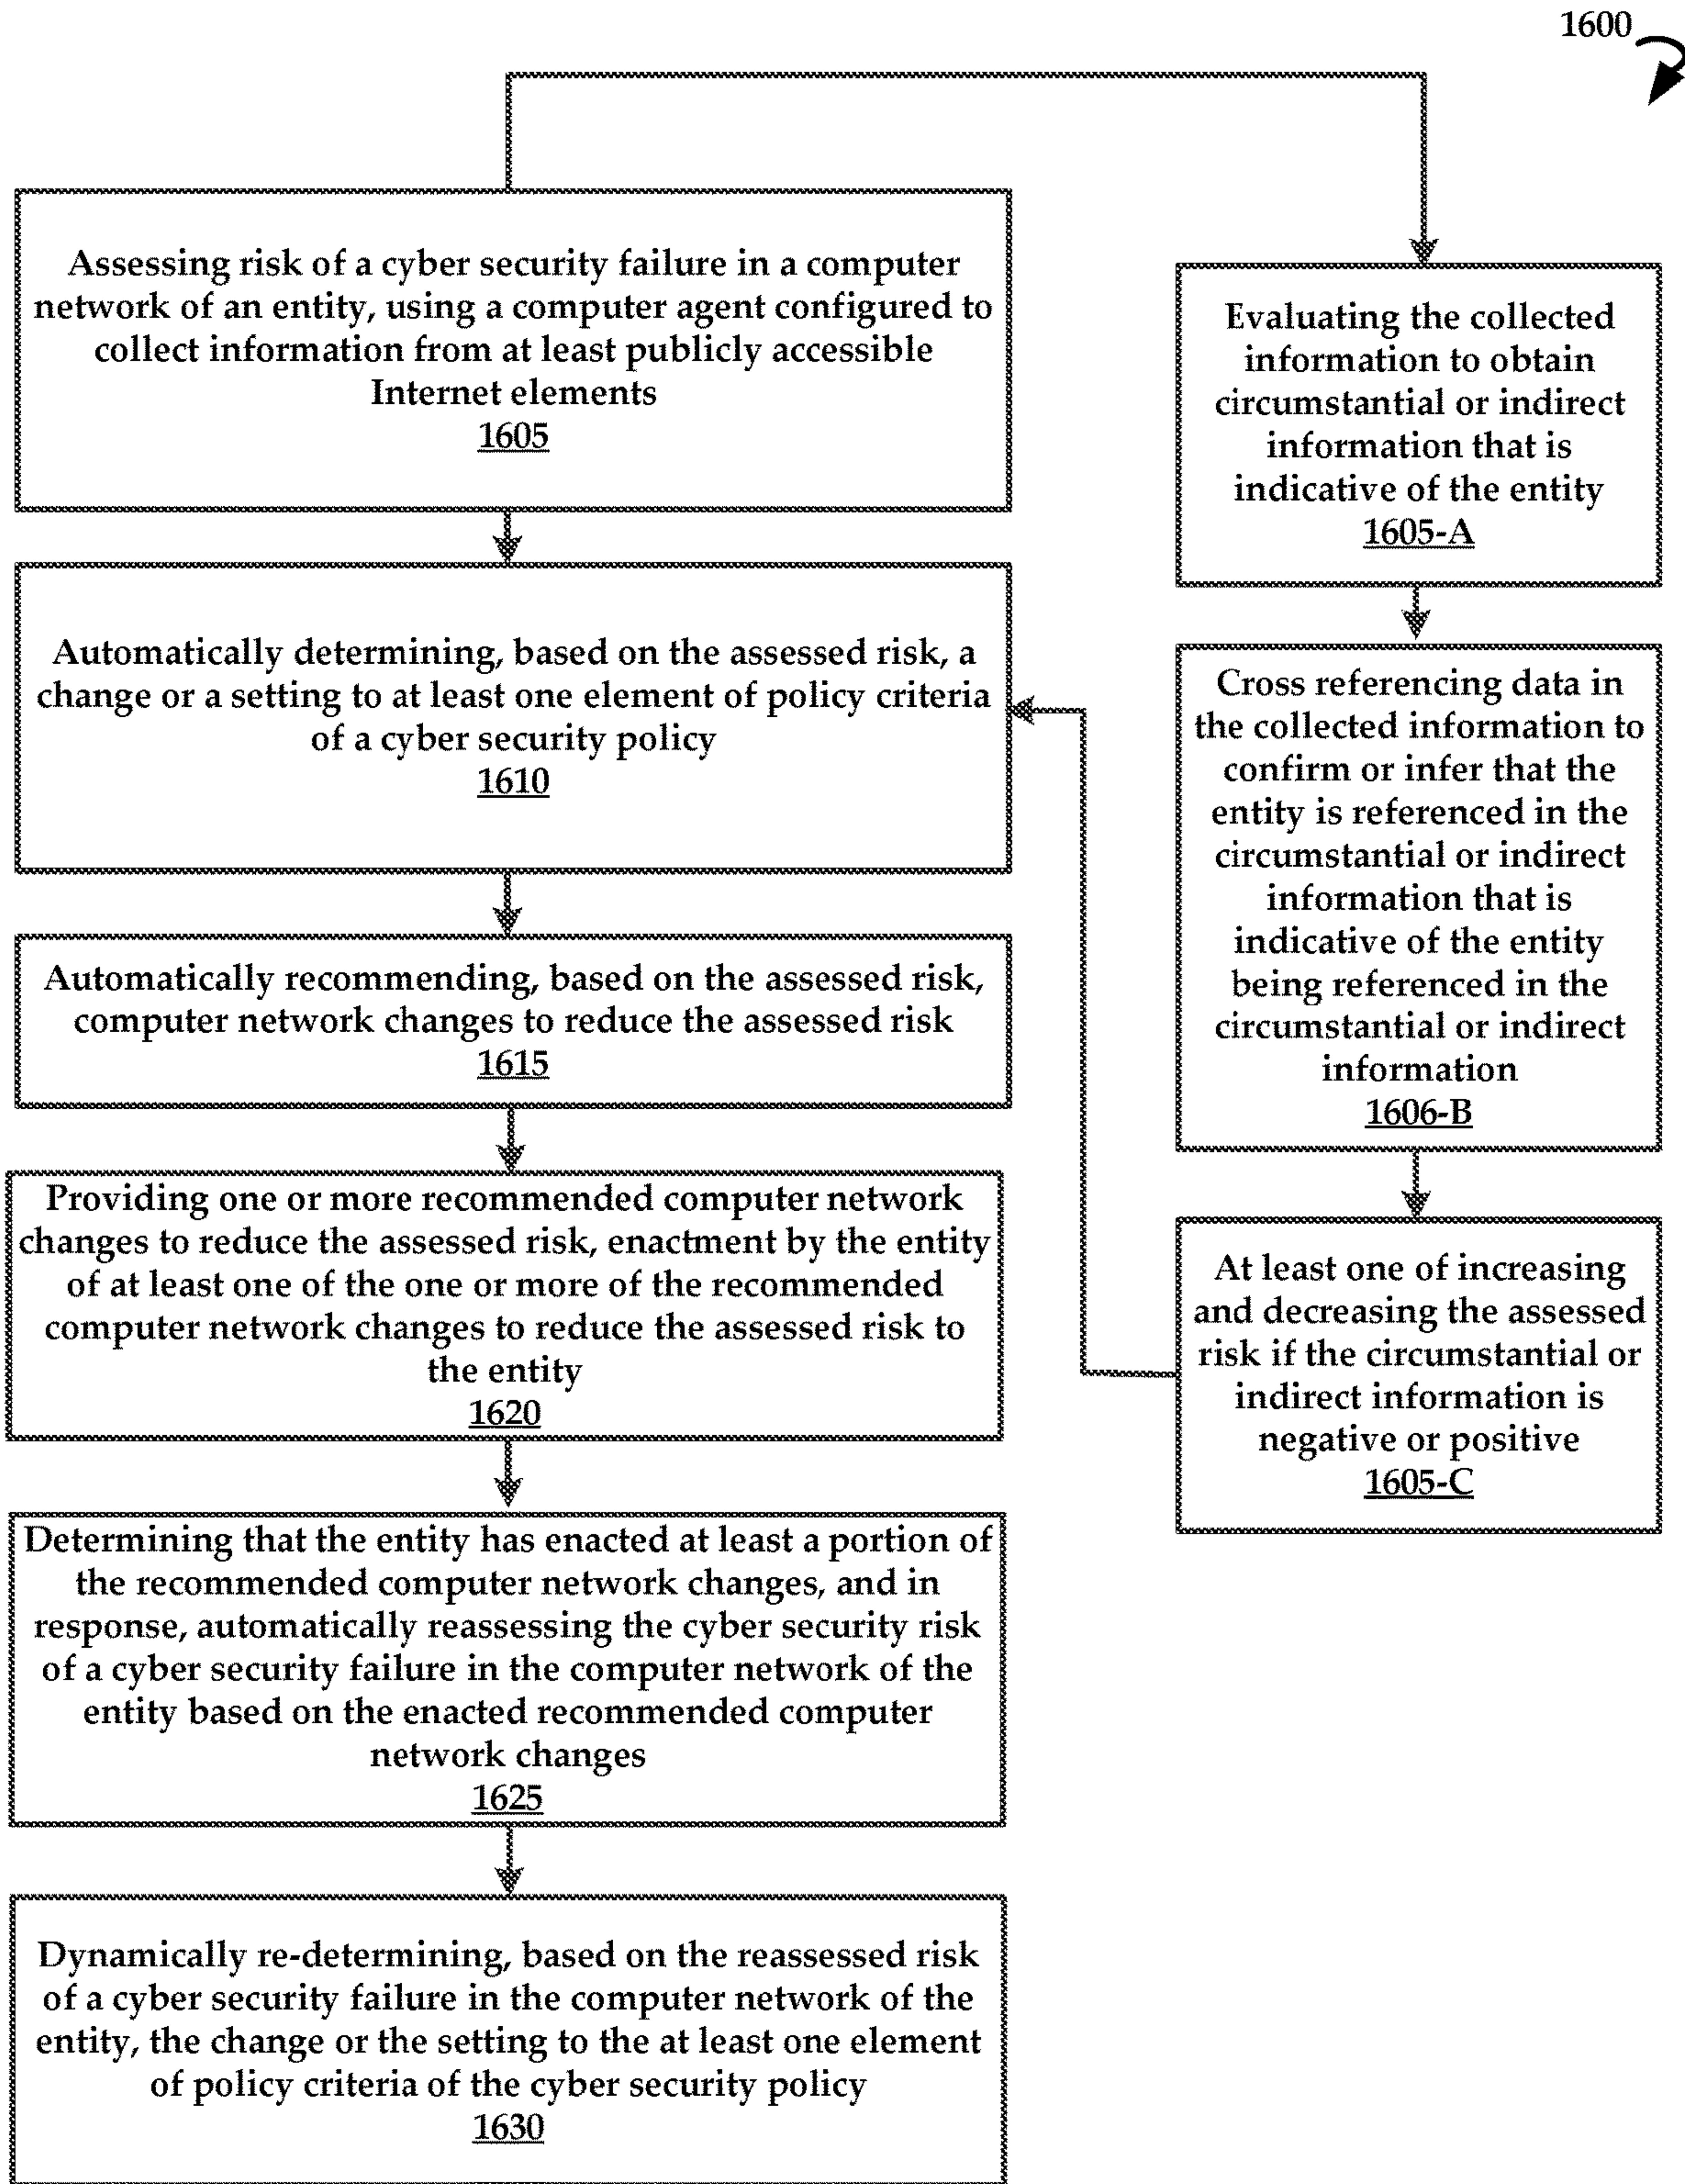 1600
Assessing risk of a cyber security failure in a computer
network of an entity, using a computer agent configured to
collect information from at least publicly accessible
Internet elements
1605
Automatically determining, based on the assessed risk, a
change or a setting to at least one element of policy criteria
of a cyber security policy
1610
Automatically recommending, based on the assessed risk,
computer network changes to reduce the assessed risk
1615
Providing one or more recommended computer network
changes to reduce the assessed risk, enactment by the entity
of at least one of the one or more of the recommended
computer network changes to reduce the assessed risk to
the entity
1620
Determining that the entity has enacted at least a portion of
the recommended computer network changes, and in
response, automatically reassessing the cyber security risk
of a cyber security failure in the computer network of the
entity based on the enacted recommended computer
network changes
1625
Dynamically re-determining, based on the reassessed risk
of a cyber security failure in the computer network of the
entity, the change or the setting to the at least one element
of policy criteria of the cyber security policy
1630
Evaluating the collected
information to obtain
circumstantial or indirect
information that is
indicative of the entity
1605-A
Cross referencing data in
the collected information to
confirm or infer that the
entity is referenced in the
circumstantial or indirect
information that is
indicative of the entity
being referenced in the
circumstantial or indirect
information
1606-B
At least one of increasing
and decreasing the assessed
risk if the circumstantial or
indirect information is
negative or positive
1605-C